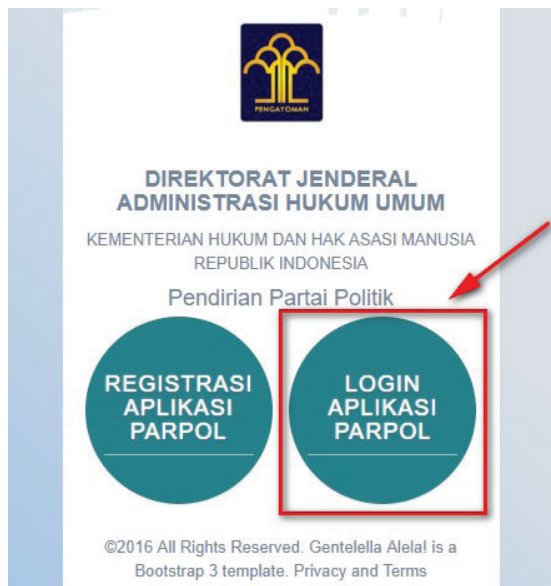 PENGAYOMAN
DIREKTORAT JENDERAL
ADMINISTRASI HUKUM UMUM
KEMENTERIAN HUKUM DAN HAK ASASI MANUSIA
REPUBLIK INDONESIA
Pendirian Partai Politik
REGISTRASI
APLIKASI
PARPOL
LOGIN
APLIKASI
PARPOL
©2016 All Rights Reserved. Gentelella Alela! is a
Bootstrap 3 template. Privacy and Terms